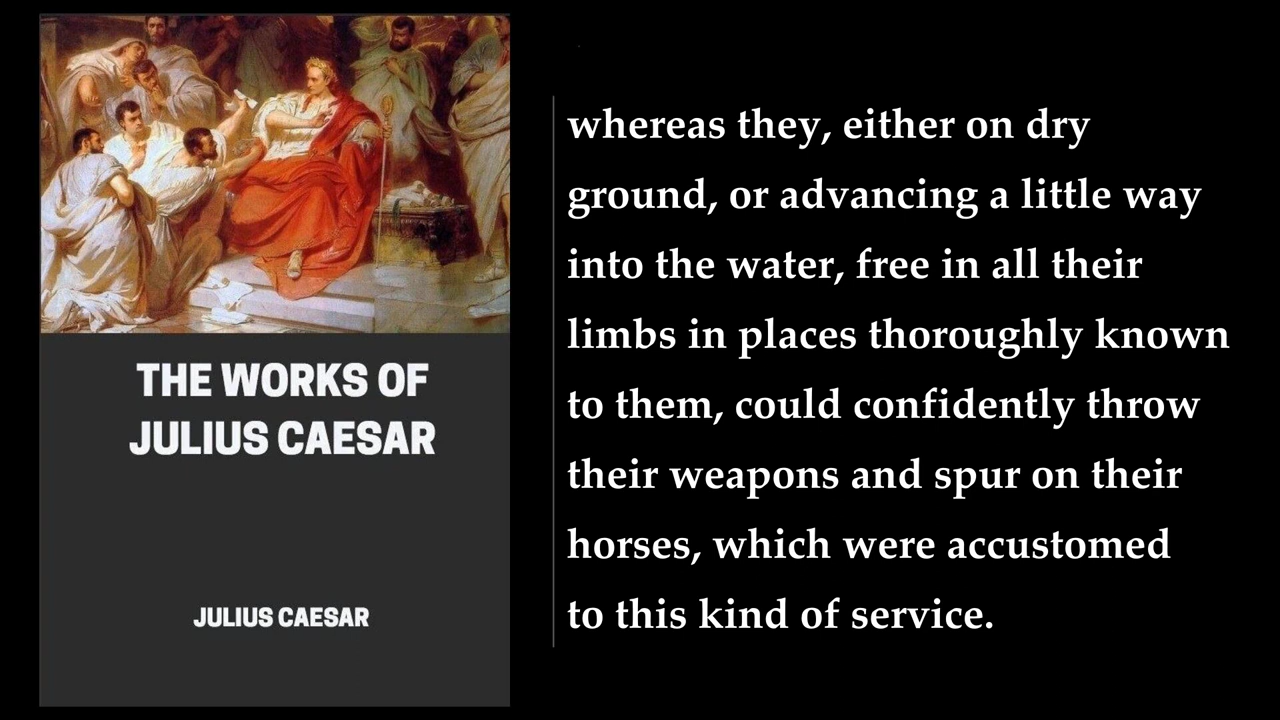 THE WORKS OF
JULIUS CAESAR
JULIUS CAESAR
whereas they, either on dry
ground, or advancing a little way
into the water, free in all their
limbs in places thoroughly known
to them, could confidently throw
their weapons and spur on their
horses, which were accustomed
to this kind of service.